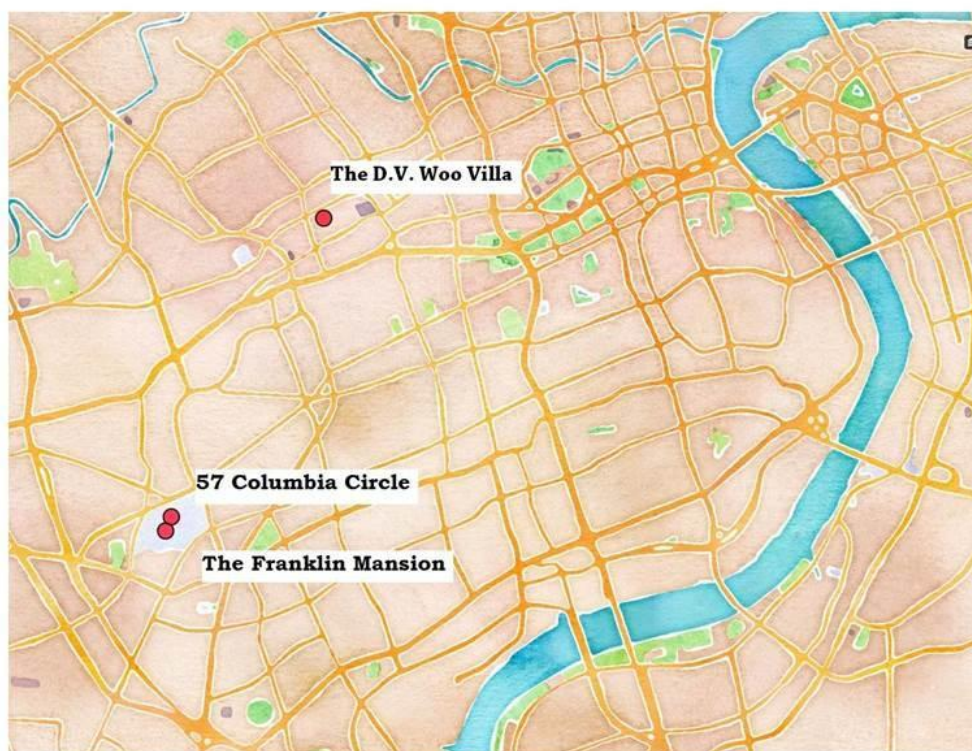 The D.V. Woo Villa
57 Columbia Circle
The Franklin Mansion